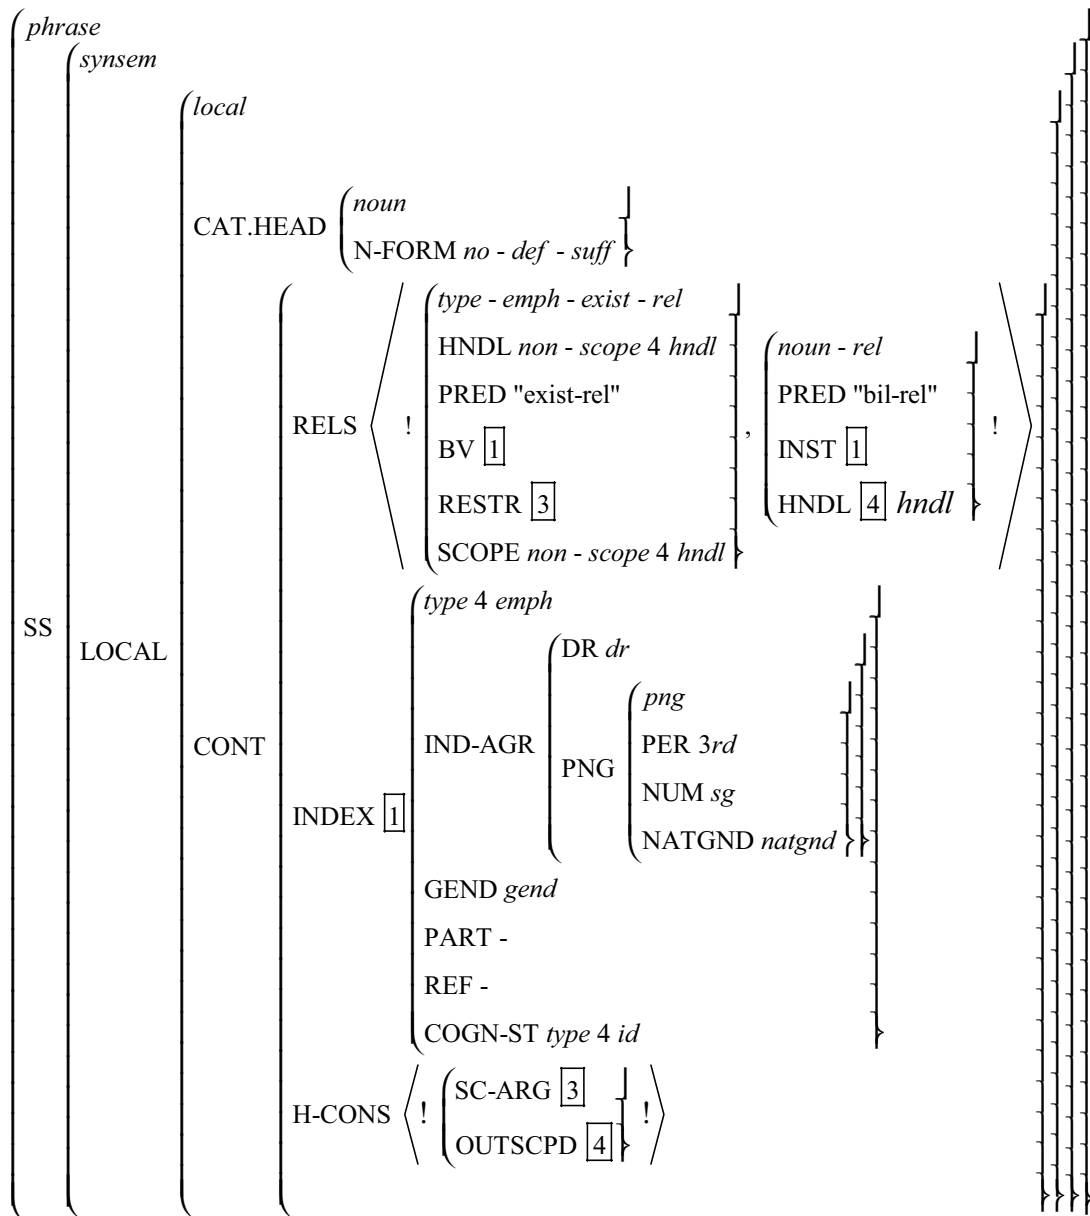 phrase
synsem
local
noun
CAT.HEAD
N-FORM no - def - suff
type - emph - exist - rel
HNDL non - scope 4 hndl
noun - rel
PRED "exist-rel"
PRED "bil-rel"
RELS ! , !
BV 1
INST 1
RESTR 3
HNDL 4 hndl
SCOPE non - scope 4 hndl
type 4 emph
SS
DR dr
LOCAL
png
IND-AGR
PER 3rd
CONT
PNG
NUM sg
INDEX 1
NATGND natgnd
GEND gend
PART -
REF -
COGN-ST type 4 id
SC-ARG 3
H-CONS ! !
OUTSCPD 4